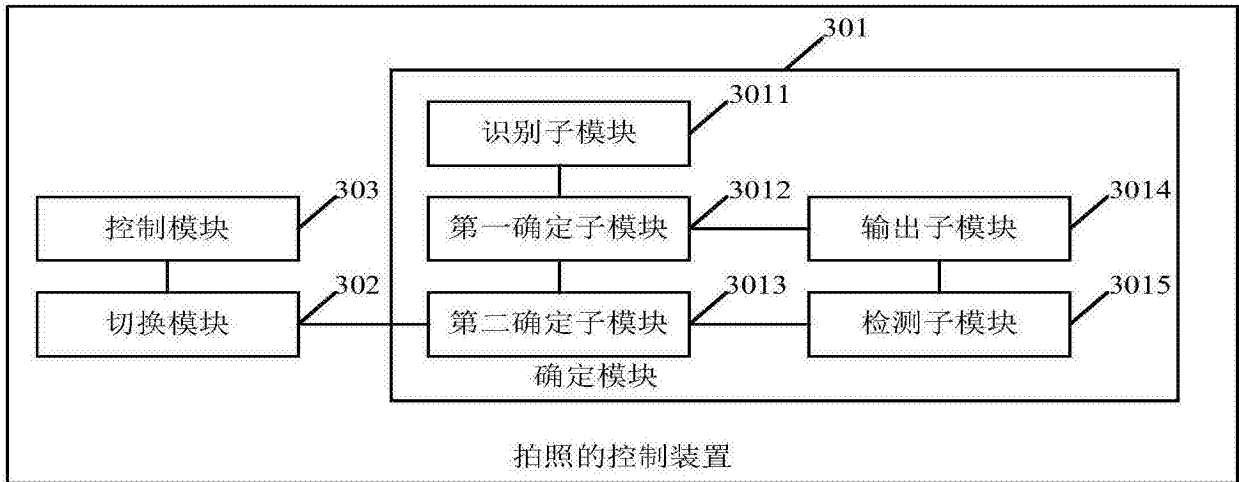 301
3011
识别子模块
303
3012
3014
控制模块
第一确定子模块
输出子模块
302
3013
3015
切换模块
第二确定子模块
检测子模块
确定模块
拍照的控制装置